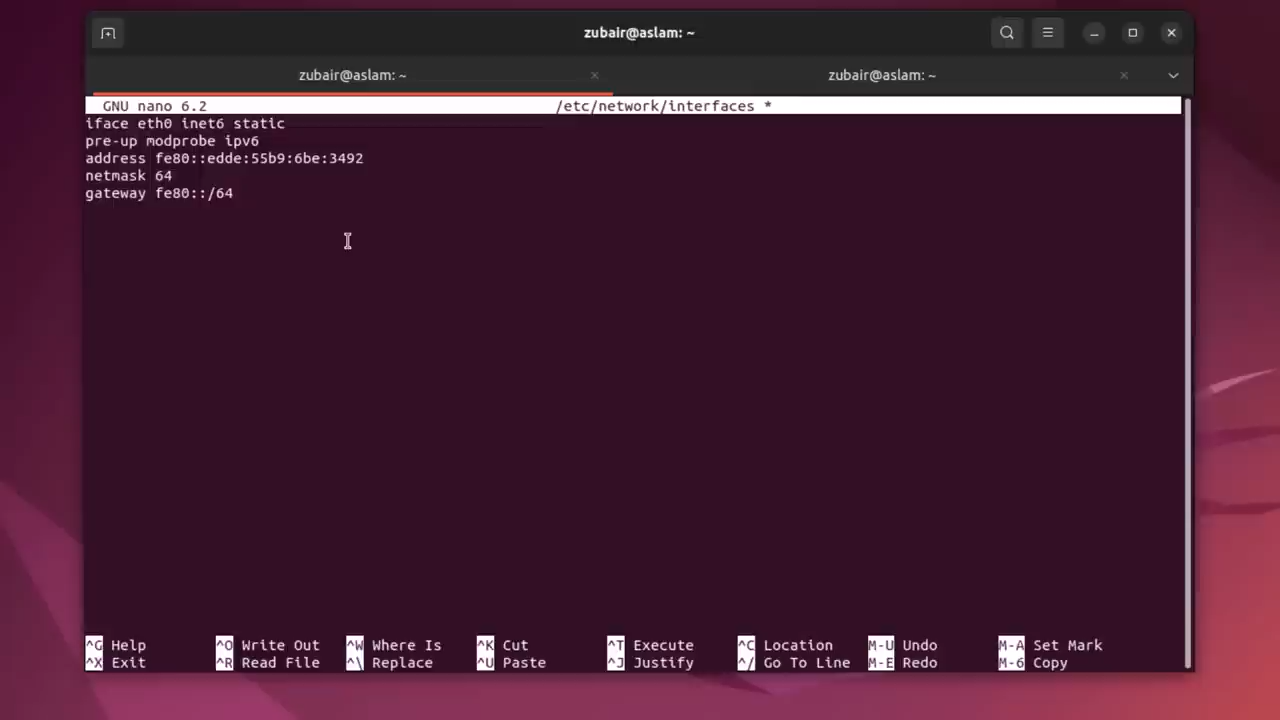 zubair@aslam: ~
zubair@aslam: ~ zubair@aslam: ~
GNU nano 6.2 /etc/network/interfaces *
iface eth0 inet6 static
pre-up modprobe ipv6
address fe80::edde:55b9:6be:3492
netmask 64
gateway fe80::/64
^G Help ^O Write Out ^W Where Is ^K Cut ^T Execute ^C Location M-U Undo M-A Set Mark
^X Exit ^R Read File ^\ Replace ^U Paste ^J Justify ^/ Go To Line M-E Redo M-6 Copy